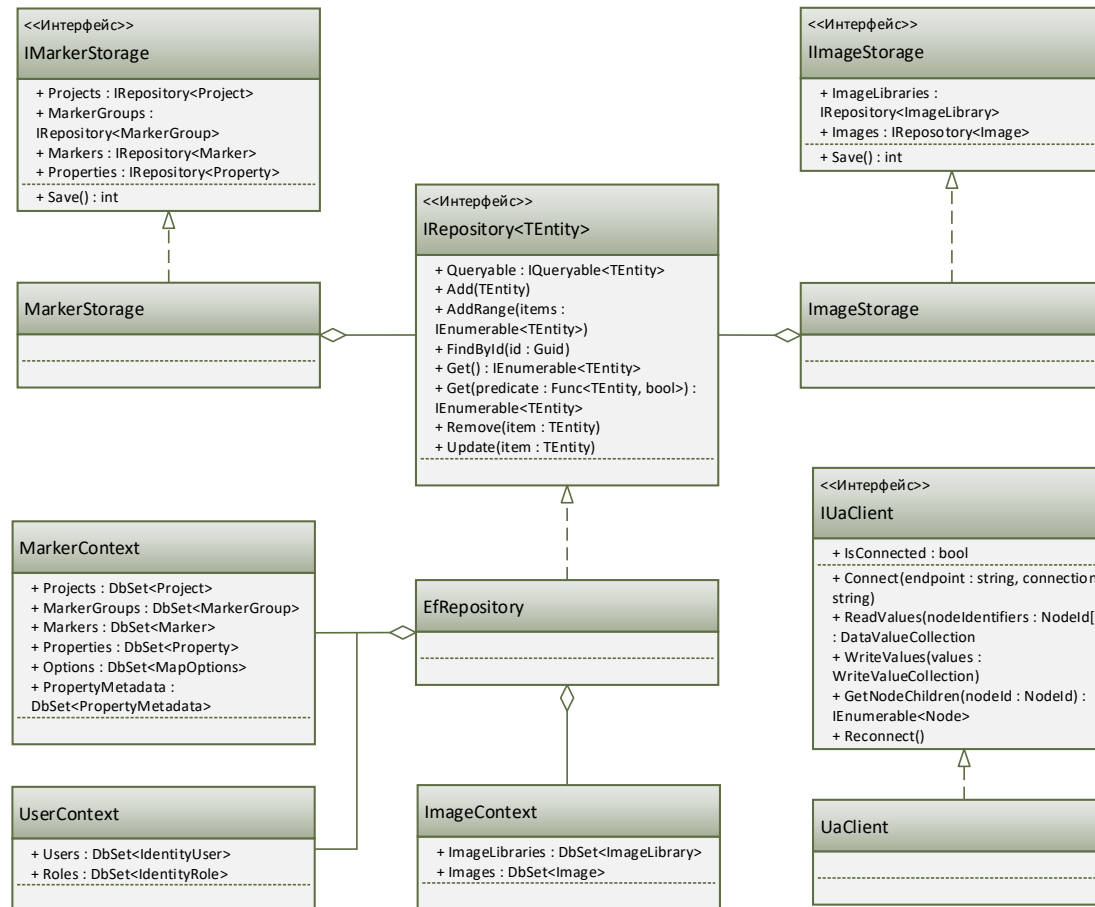 <<Интерфейс>>
IMarkerStorage
+ Projects : IRepository<Project>
+ MarkerGroups :
IRepository<MarkerGroup>
+ Markers : IRepository<Marker>
+ Properties : IRepository<Property>
+ Save() : int
<<Интерфейс>>
IImageStorage
+ ImageLibraries :
IRepository<ImageLibrary>
+ Images : IReposotory<Image>
+ Save() : int
<<Интерфейс>>
IRepository<TEntity>
+ Queryable : IQueryable<TEntity>
+ Add(TEntity)
+ AddRange(items :
IEnumerable<TEntity>)
+ FindById(id : Guid)
+ Get() : IEnumerable<TEntity>
+ Get(predicate : Func<TEntity, bool>) :
IEnumerable<TEntity>
+ Remove(item : TEntity)
+ Update(item : TEntity)
MarkerStorage
ImageStorage
<<Интерфейс>>
IUaClient
+ IsConnected : bool
+ Connect(endpoint : string, connection
string)
+ ReadValues(nodeIdentifiers : NodeId[
: DataValueCollection
+ WriteValues(values :
WriteValueCollection)
+ GetNodeChildren(nodeId : NodeId) :
IEnumerable<Node>
+ Reconnect()
MarkerContext
+ Projects : DbSet<Project>
+ MarkerGroups : DbSet<MarkerGroup>
+ Markers : DbSet<Marker>
+ Properties : DbSet<Property>
+ Options : DbSet<MapOptions>
+ PropertyMetadata :
DbSet<PropertyMetadata>
EfRepository
UserContext
+ Users : DbSet<IdentityUser>
+ Roles : DbSet<IdentityRole>
ImageContext
+ ImageLibraries : DbSet<ImageLibrary>
+ Images : DbSet<Image>
UaClient